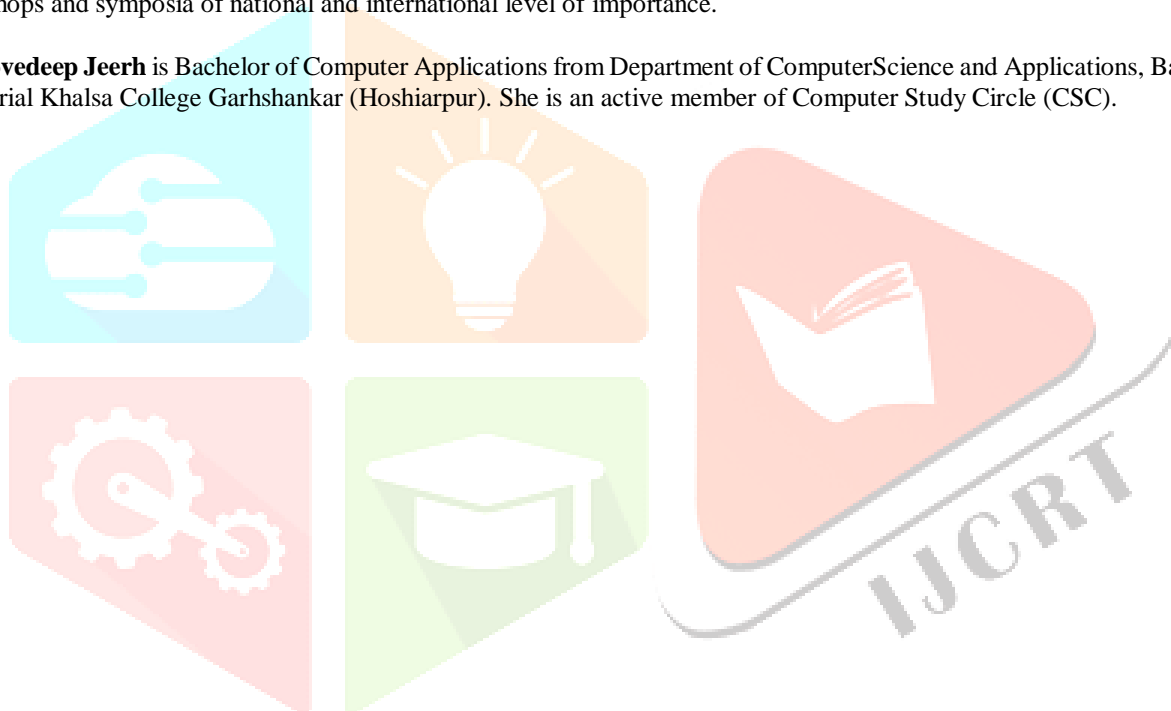 hops and symposia of national and international level of importance.
vedeep Jeerh is Bachelor of Computer Applications from Department of ComputerScience and Applications, Ba
rial Khalsa College Garhshankar (Hoshiarpur). She is an active member of Computer Study Circle (CSC).
IJCRT